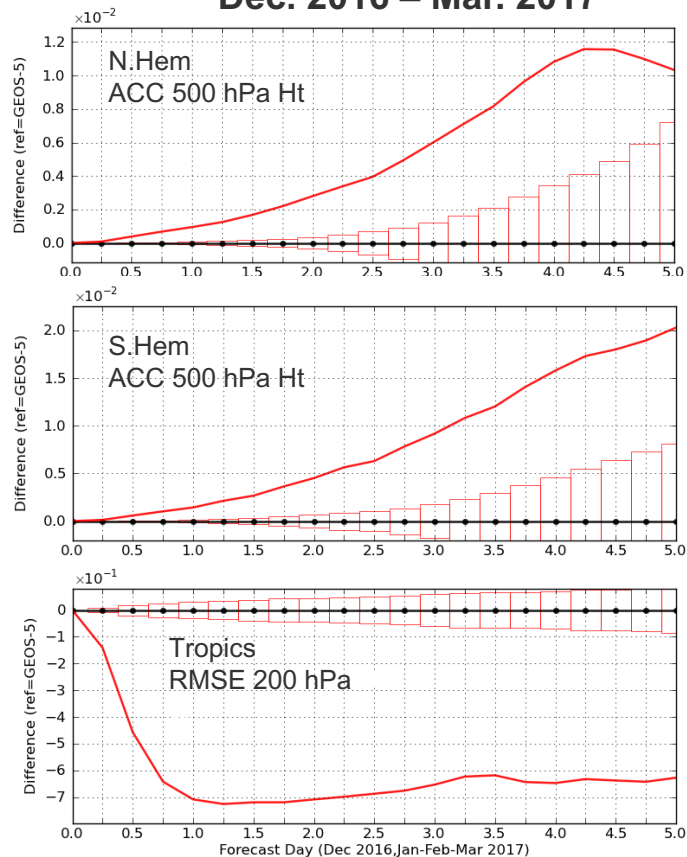 Dec. 2016 – Mar. 2017
×10⁻²
N.Hem
ACC 500 hPa Ht
Difference (ref=GEOS-5)
1.2
1.0
0.8
0.6
0.4
0.2
0.0
0.0 0.5 1.0 1.5 2.0 2.5 3.0 3.5 4.0 4.5 5.0
×10⁻²
S.Hem
ACC 500 hPa Ht
Difference (ref=GEOS-5)
2.0
1.5
1.0
0.5
0.0
0.0 0.5 1.0 1.5 2.0 2.5 3.0 3.5 4.0 4.5 5.0
×10⁻¹
Tropics
RMSE 200 hPa
Difference (ref=GEOS-5)
0
−1
−2
−3
−4
−5
−6
−7
0.0 0.5 1.0 1.5 2.0 2.5 3.0 3.5 4.0 4.5 5.0
Forecast Day (Dec 2016,Jan-Feb-Mar 2017)